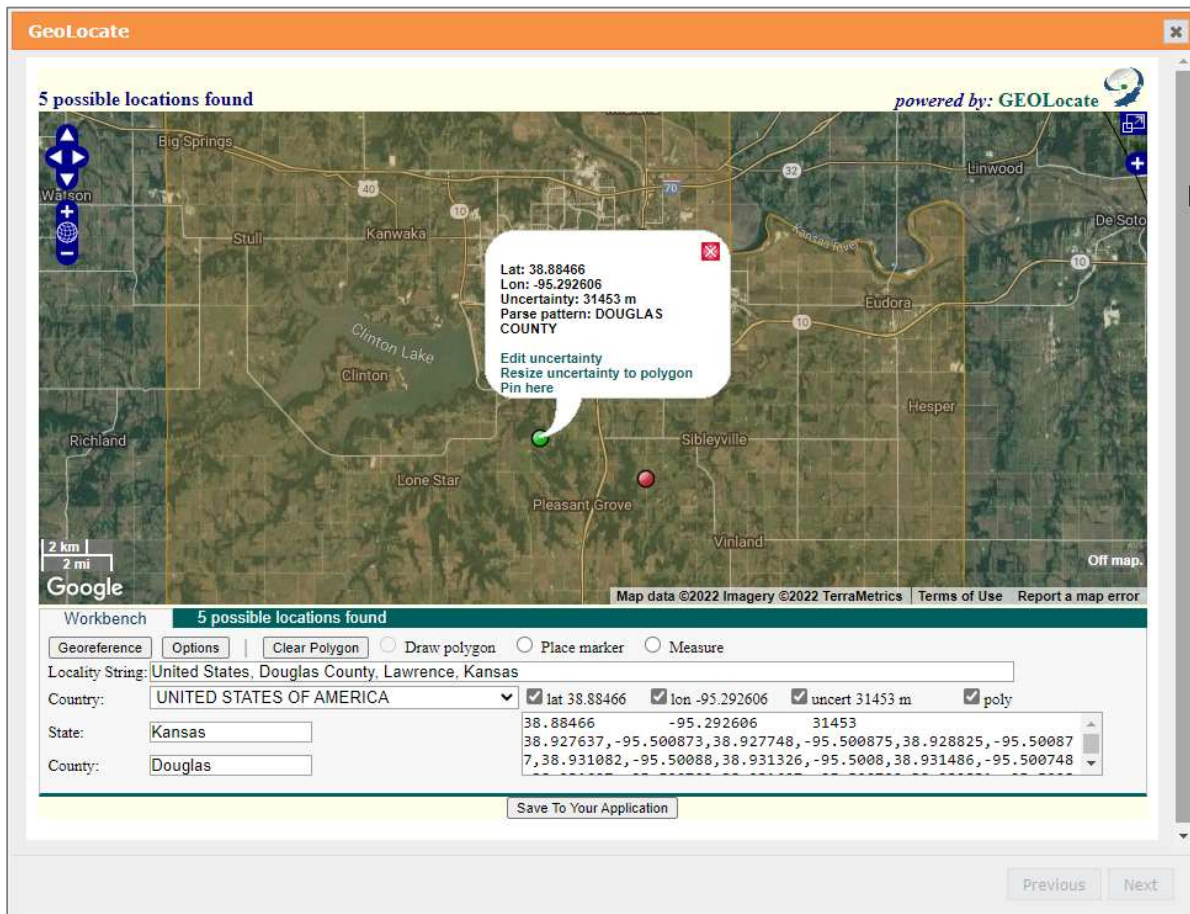 GeoLocate
5 possible locations found
powered by: GEOLocate
Big Springs
32
Linwood
70
40
Watson
10
De Soto
Stull
Kanwaka
Kansas Rive
10
Lat: 38.88466
Lon: -95.292606
Uncertainty: 31453 m
Parse pattern: DOUGLAS
COUNTY
Edit uncertainty
Resize uncertainty to polygon
Pin here
Eudora
10
Clinton Lake
Clinton
Hesper
Richland
Sibleyville
Lone Star
Pleasant Grove
Vinland
2 km
2 mi
Off map.
Google
Map data ©2022 Imagery ©2022 TerraMetrics
Terms of Use
Report a map error
Workbench
5 possible locations found
Georeference
Options
Clear Polygon
Draw polygon
Place marker
Measure
Locality String: United States, Douglas County, Lawrence, Kansas
Country: UNITED STATES OF AMERICA
lat 38.88466
lon -95.292606
uncert 31453 m
poly
State: Kansas
County: Douglas
38.88466 -95.292606 31453
38.927637,-95.500873,38.927748,-95.500875,38.928825,-95.50087
7,38.931082,-95.50088,38.931326,-95.5008,38.931486,-95.500748
Save To Your Application
Previous
Next